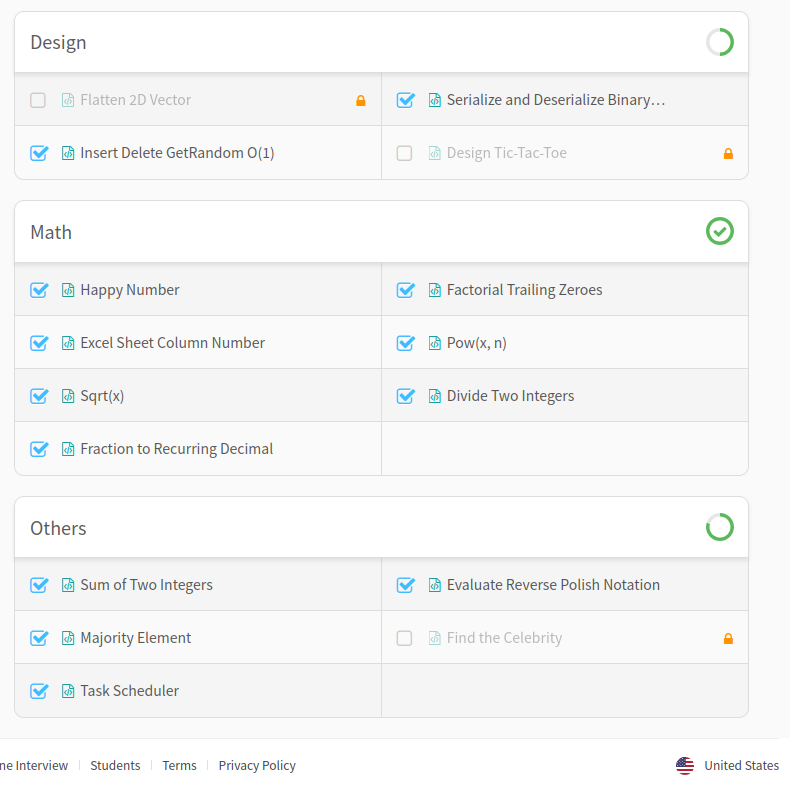 Design
Flatten 2D Vector
Serialize and Deserialize Binary…
Insert Delete GetRandom O(1)
Design Tic-Tac-Toe
Math
Happy Number
Factorial Trailing Zeroes
Excel Sheet Column Number
Pow(x, n)
Sqrt(x)
Divide Two Integers
Fraction to Recurring Decimal
Others
Sum of Two Integers
Evaluate Reverse Polish Notation
Majority Element
Find the Celebrity
Task Scheduler
ne Interview | Students | Terms | Privacy Policy
United States